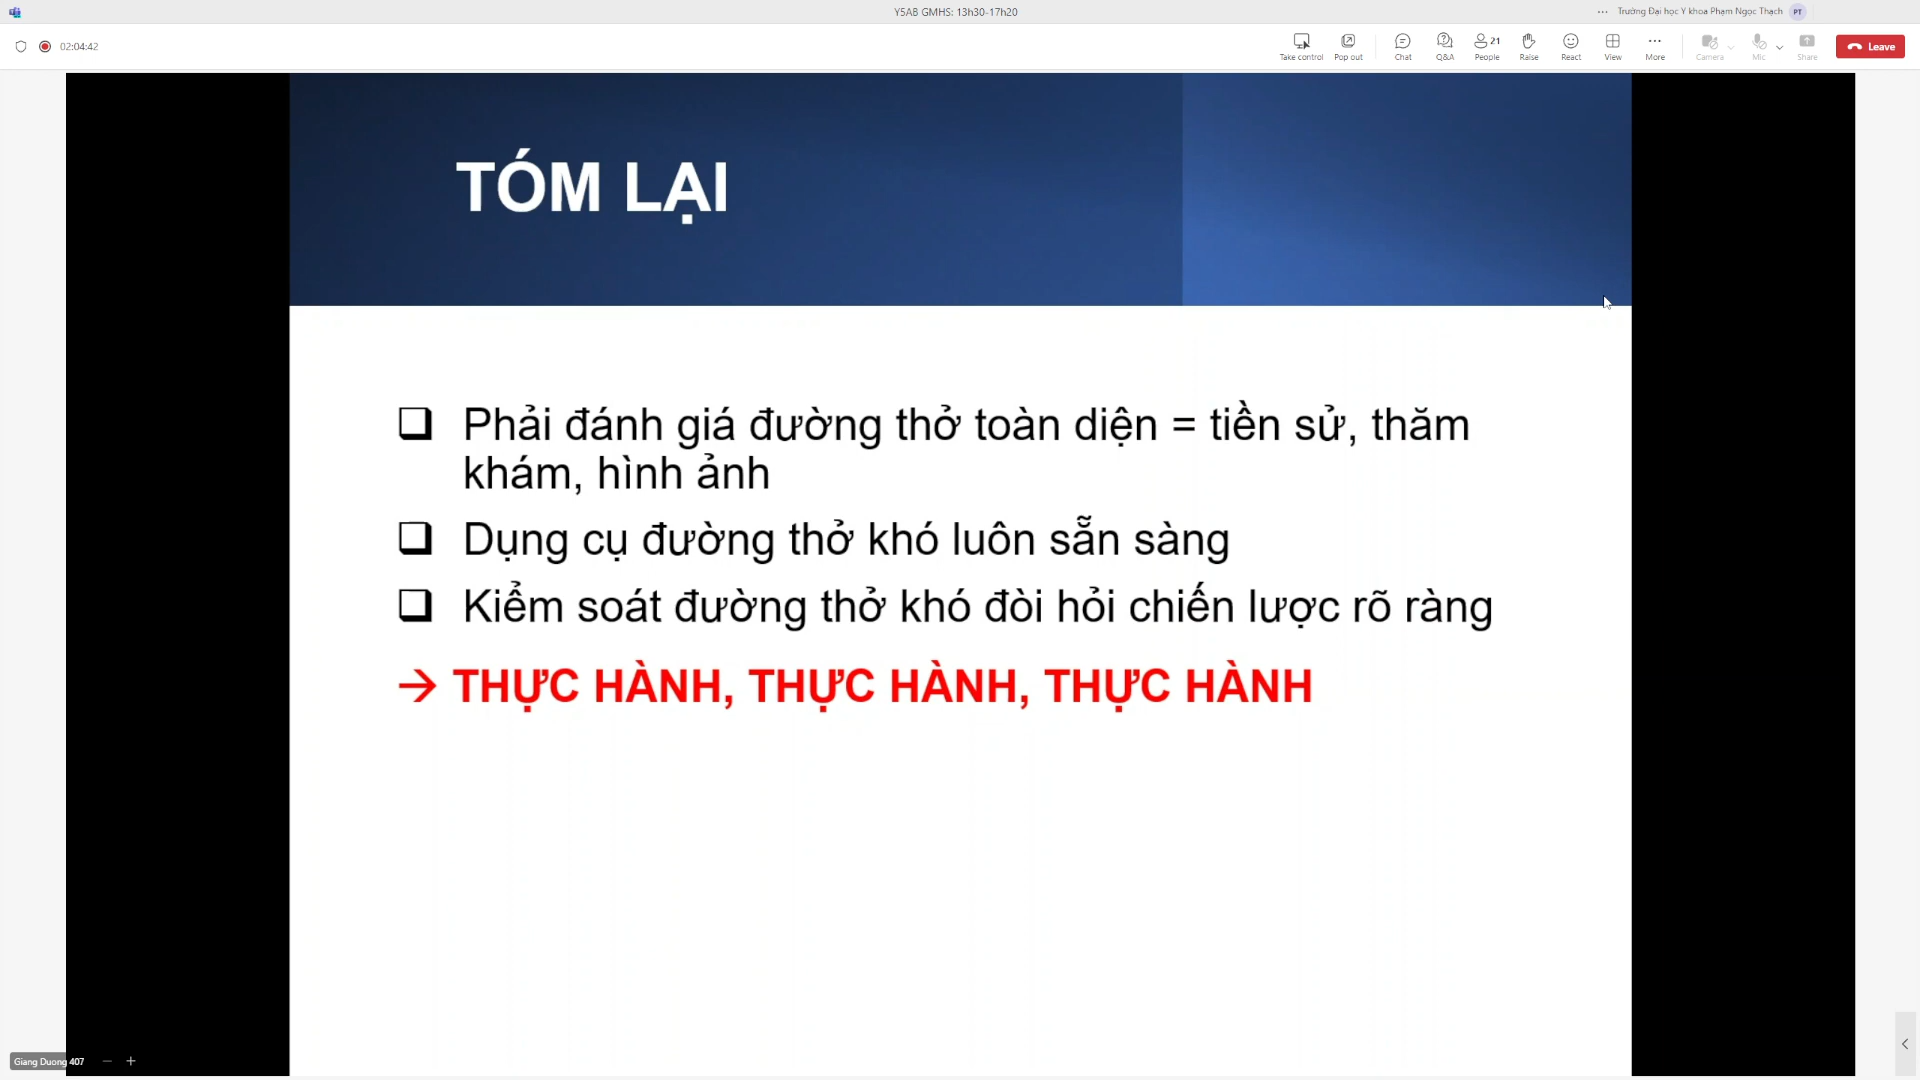 Y5AB GMHS: 13h30-17h20
Trường Đại học Y khoa Phạm Ngọc Thạch PT
02:04:42
Take control Pop out Chat Q&A People 21 Raise React View More Camera Mic Share Leave
TÓM LẠI
Phải đánh giá đường thở toàn diện = tiền sử, thăm
khám, hình ảnh
Dụng cụ đường thở khó luôn sẵn sàng
Kiểm soát đường thở khó đòi hỏi chiến lược rõ ràng
→ THỰC HÀNH, THỰC HÀNH, THỰC HÀNH
Giang Duong 407